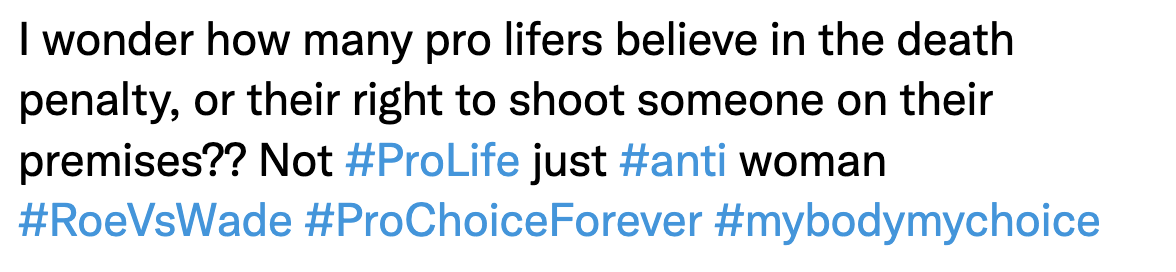 I wonder how many pro lifers believe in the death
penalty, or their right to shoot someone on their
premises?? Not #ProLife just #anti woman
#RoeVsWade #ProChoiceForever #mybodymychoice